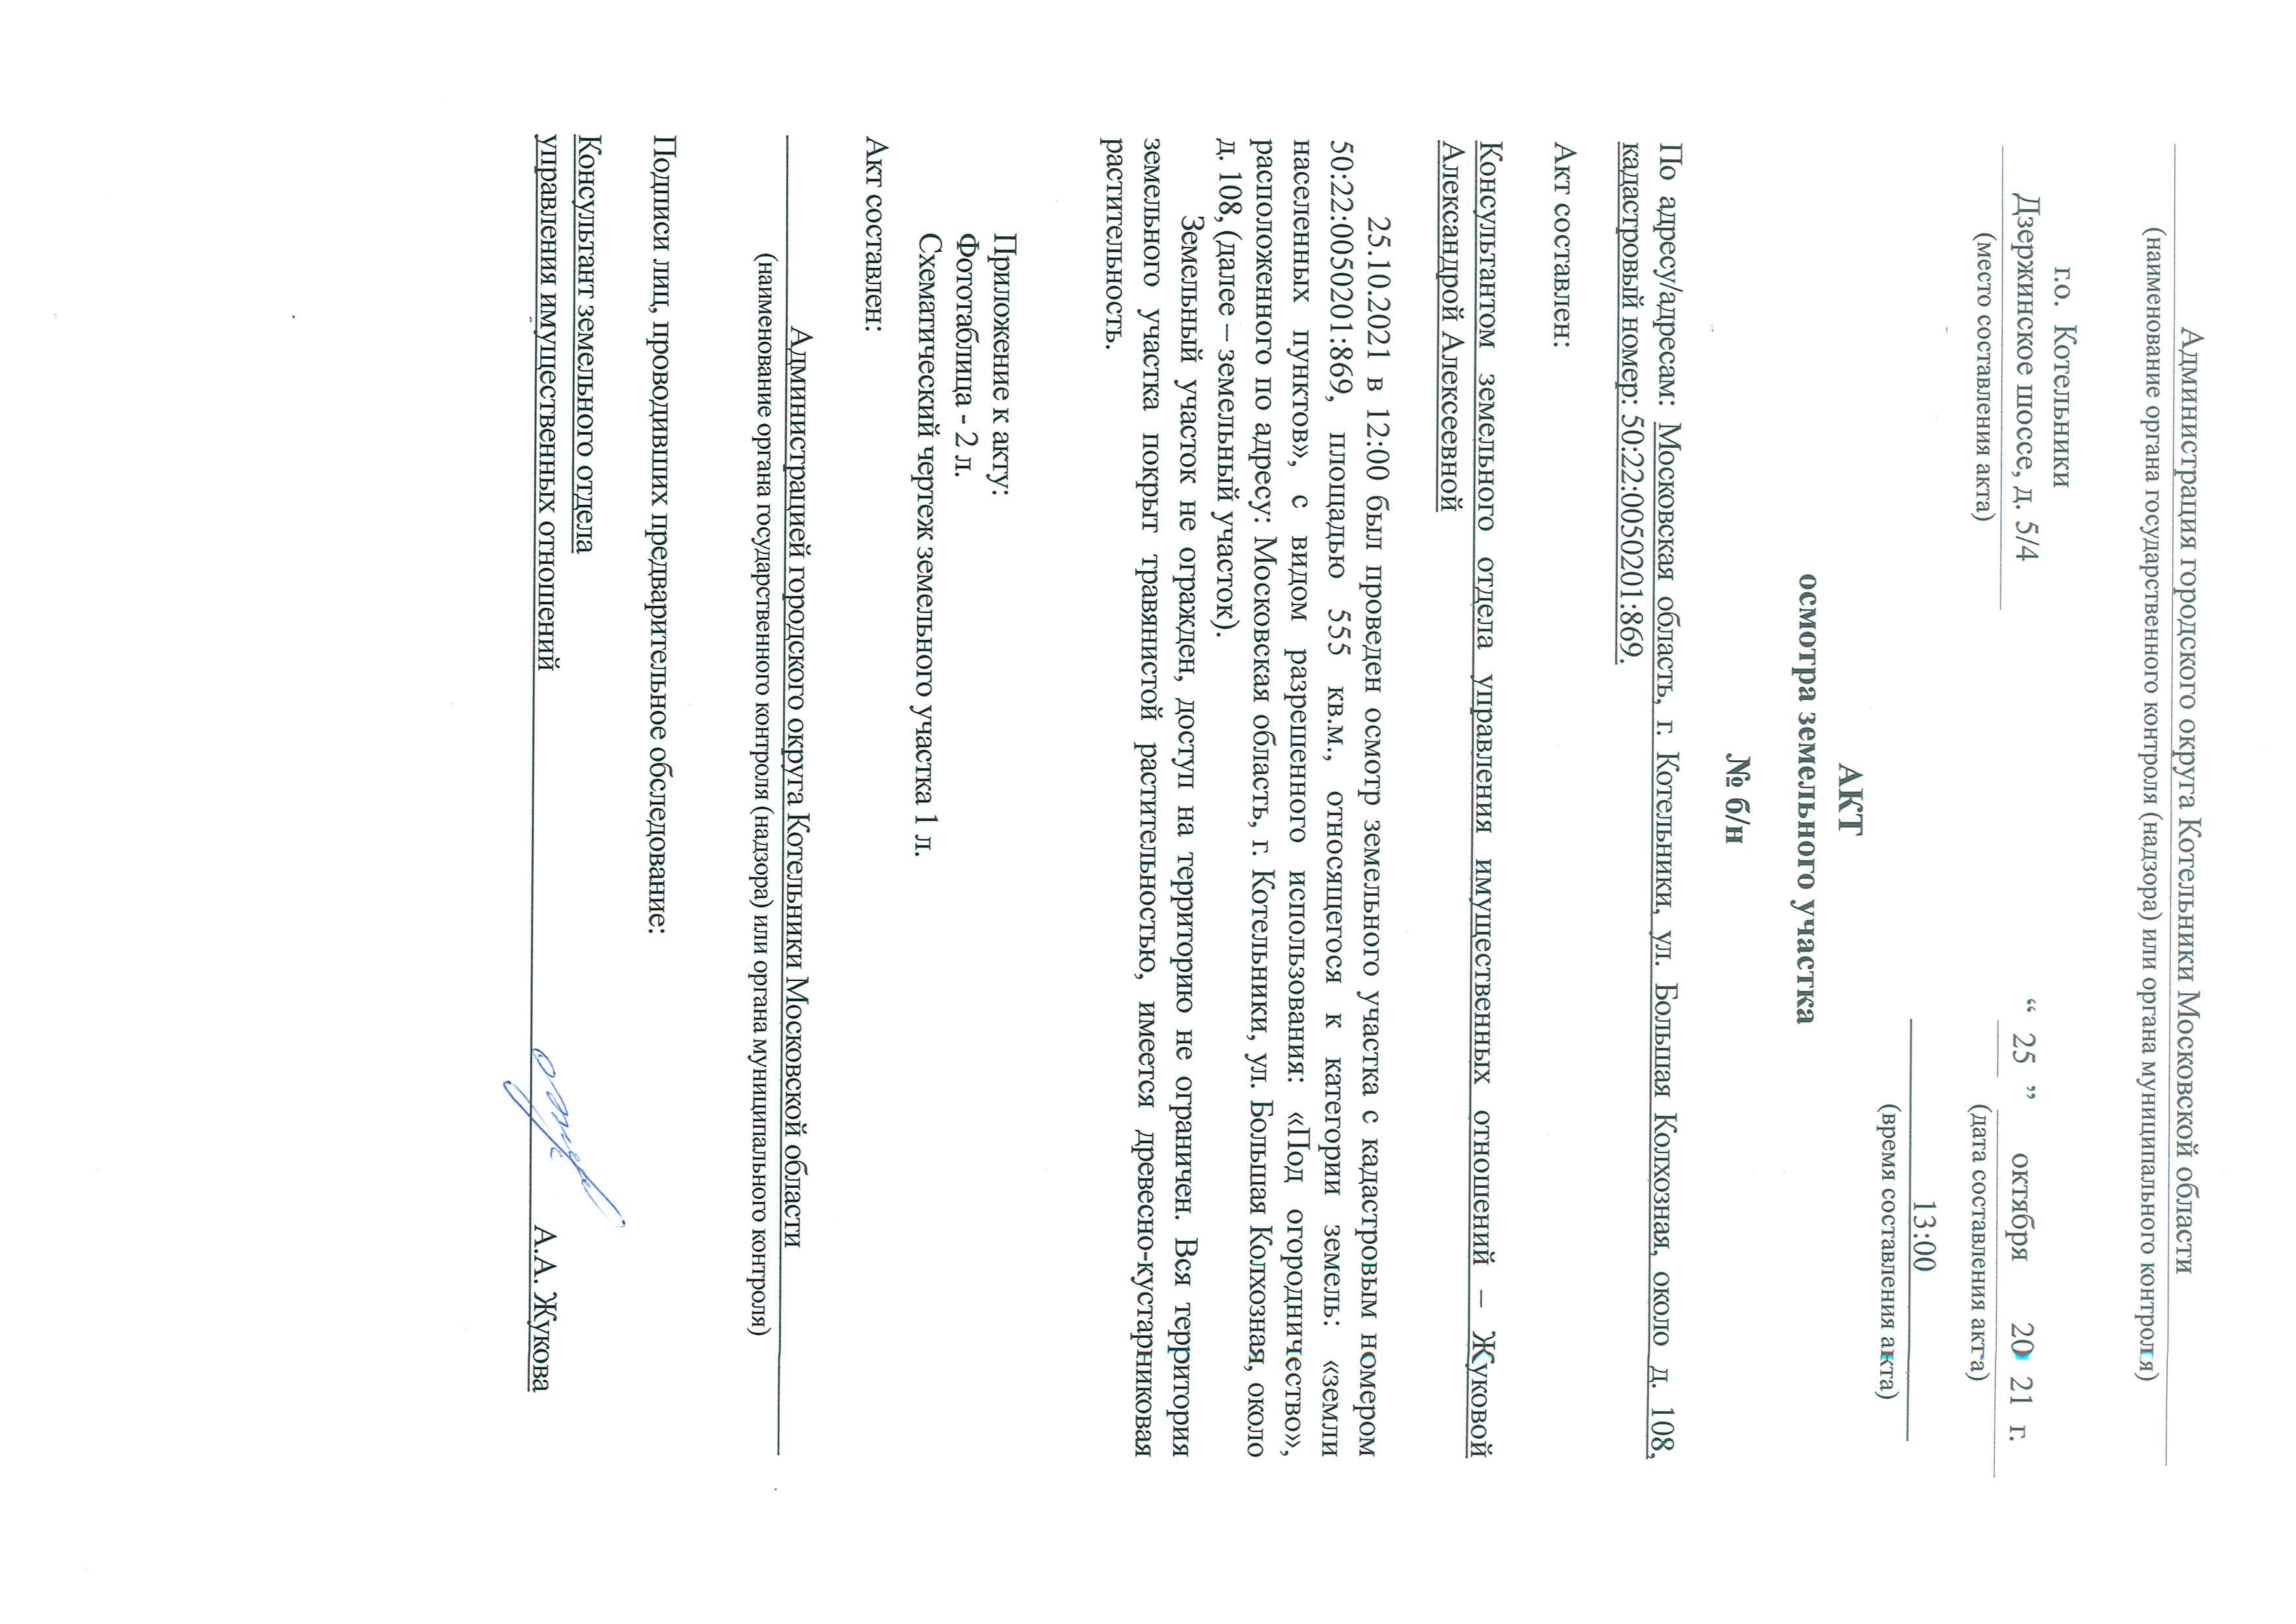 Администрация городского округа Котельники Московской области
(наименование органа государственного контроля (надзора) или органа муниципального контроля)
г.о. Котельники
Дзержинское шоссе, д. 5/4
“ 25 ” октября 20 21 г.
(место составления акта)
(дата составления акта)
13:00
(время составления акта)
АКТ
осмотра земельного участка
№ б/н
По адресу/адресам: Московская область, г. Котельники, ул. Большая Колхозная, около д. 108,
кадастровый номер: 50:22:0050201:869.
Акт составлен:
Консультантом земельного отдела управления имущественных отношений – Жуковой
Александрой Алексеевной
25.10.2021 в 12:00 был проведен осмотр земельного участка с кадастровым номером
50:22:0050201:869, площадью 555 кв.м., относящегося к категории земель: «земли
населенных пунктов», с видом разрешенного использования: «Под огородничество»,
расположенного по адресу: Московская область, г. Котельники, ул. Большая Колхозная, около
д. 108, (далее – земельный участок).
Земельный участок не огражден, доступ на территорию не ограничен. Вся территория
земельного участка покрыт травянистой растительностью, имеется древесно-кустарниковая
растительность.
Приложение к акту:
Фототаблица - 2 л.
Схематический чертеж земельного участка 1 л.
Акт составлен:
Администрацией городского округа Котельники Московской области
(наименование органа государственного контроля (надзора) или органа муниципального контроля)
Подписи лиц, проводивших предварительное обследование:
Консультант земельного отдела
управления имущественных отношений А.А. Жукова